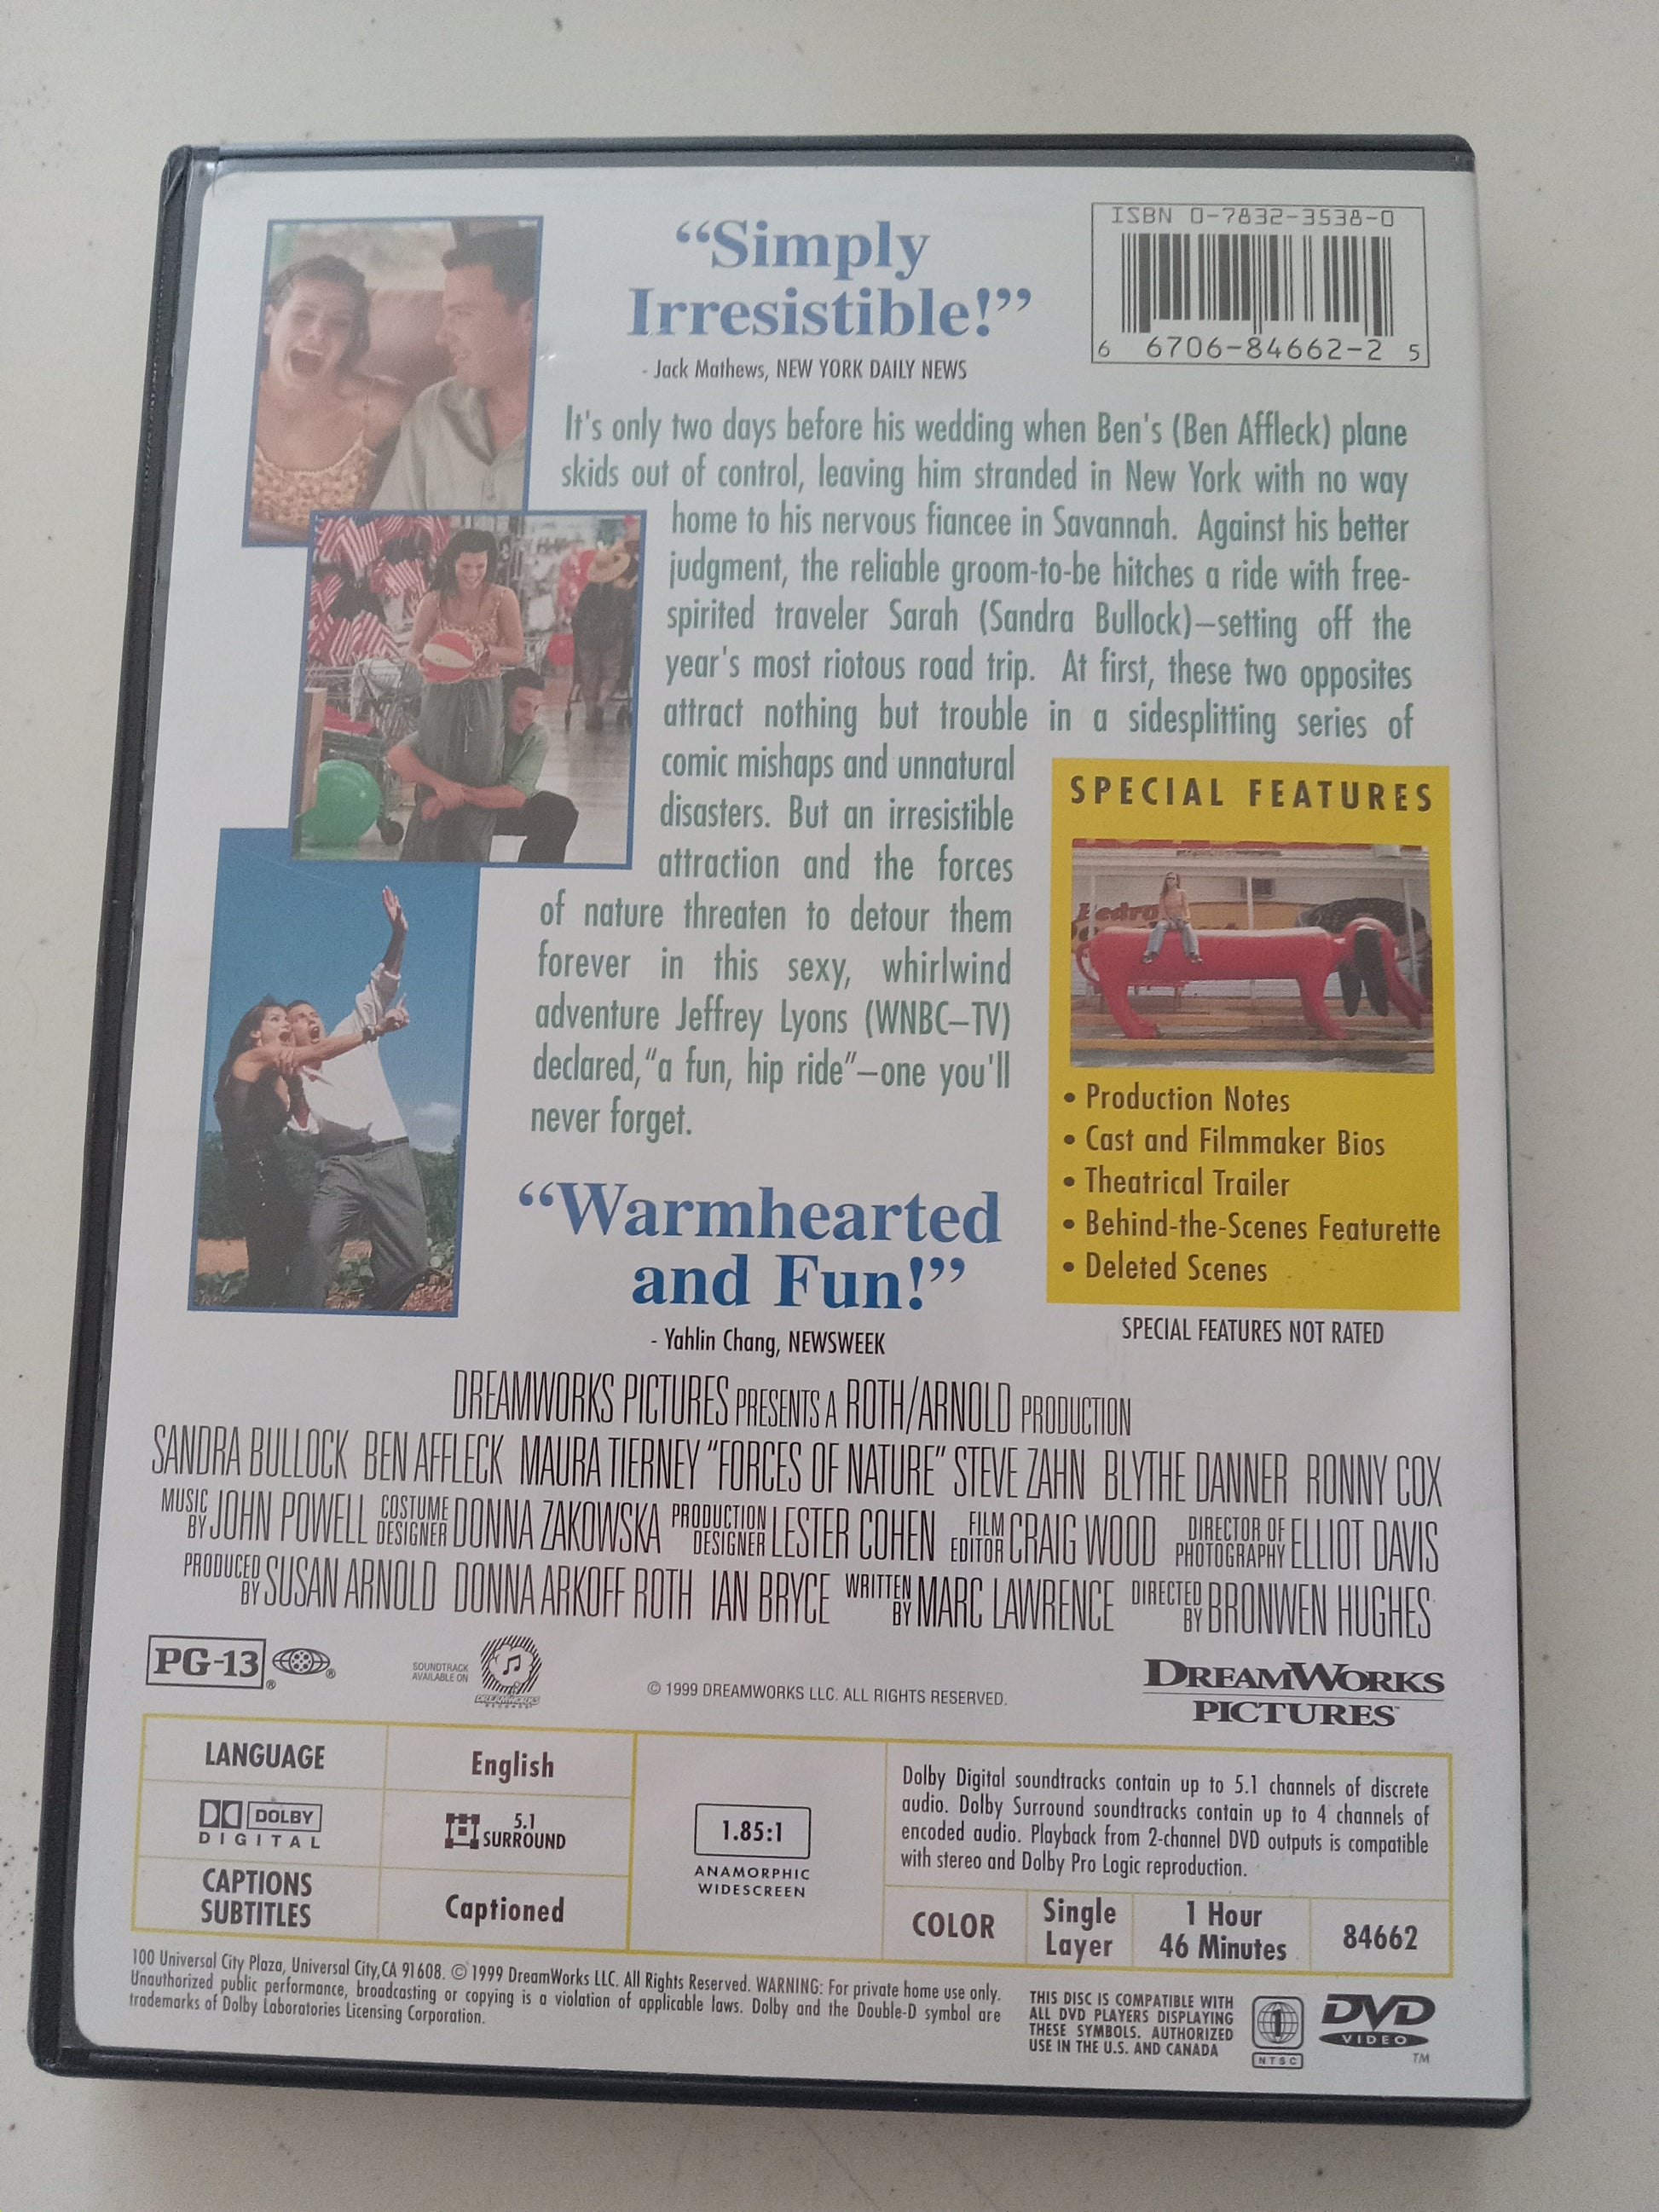 “Simply
Irresistible!”
- Jack Mathews, NEW YORK DAILY NEWS
ISBN 0-7832-3538-0
6 6706-84662-2 5
It's only two days before his wedding when Ben's (Ben Affleck) plane
skids out of control, leaving him stranded in New York with no way
home to his nervous fiancee in Savannah. Against his better
judgment, the reliable groom-to-be hitches a ride with free-
spirited traveler Sarah (Sandra Bullock)–setting off the
year's most riotous road trip. At first, these two opposites
attract nothing but trouble in a sidesplitting series of
comic mishaps and unnatural
disasters. But an irresistible
attraction and the forces
of nature threaten to detour them
forever in this sexy, whirlwind
adventure Jeffrey Lyons (WNBC–TV)
declared,“a fun, hip ride”–one you'll
never forget.
“Warmhearted
and Fun!”
- Yahlin Chang, NEWSWEEK
SPECIAL FEATURES
Pedro
• Production Notes
• Cast and Filmmaker Bios
• Theatrical Trailer
• Behind-the-Scenes Featurette
• Deleted Scenes
SPECIAL FEATURES NOT RATED
DREAMWORKS PICTURES PRESENTS A ROTH/ARNOLD PRODUCTION
SANDRA BULLOCK BEN AFFLECK MAURA TIERNEY “FORCES OF NATURE” STEVE ZAHN BLYTHE DANNER RONNY COX
MUSIC BY JOHN POWELL COSTUME DESIGNER DONNA ZAKOWSKA PRODUCTION DESIGNER LESTER COHEN FILM EDITOR CRAIG WOOD DIRECTOR OF PHOTOGRAPHY ELLIOT DAVIS
PRODUCED BY SUSAN ARNOLD DONNA ARKOFF ROTH IAN BRYCE WRITTEN BY MARC LAWRENCE DIRECTED BY BRONWEN HUGHES
PG-13 ® ®
SOUNDTRACK
AVAILABLE ON
DREAMWORKS
RECORDS
© 1999 DREAMWORKS LLC. ALL RIGHTS RESERVED.
DREAMWORKS
PICTURES™
LANGUAGE English
DOLBY
DIGITAL
5.1
SURROUND
CAPTIONS
SUBTITLES
Captioned
1.85:1
ANAMORPHIC
WIDESCREEN
Dolby Digital soundtracks contain up to 5.1 channels of discrete
audio. Dolby Surround soundtracks contain up to 4 channels of
encoded audio. Playback from 2-channel DVD outputs is compatible
with stereo and Dolby Pro Logic reproduction.
COLOR
Single
Layer
1 Hour
46 Minutes
84662
100 Universal City Plaza, Universal City,CA 91608. © 1999 DreamWorks LLC. All Rights Reserved. WARNING: For private home use only.
Unauthorized public performance, broadcasting or copying is a violation of applicable laws. Dolby and the Double-D symbol are
trademarks of Dolby Laboratories Licensing Corporation.
THIS DISC IS COMPATIBLE WITH
ALL DVD PLAYERS DISPLAYING
THESE SYMBOLS. AUTHORIZED
USE IN THE U.S. AND CANADA
1
NTSC
DVD
VIDEO
TM